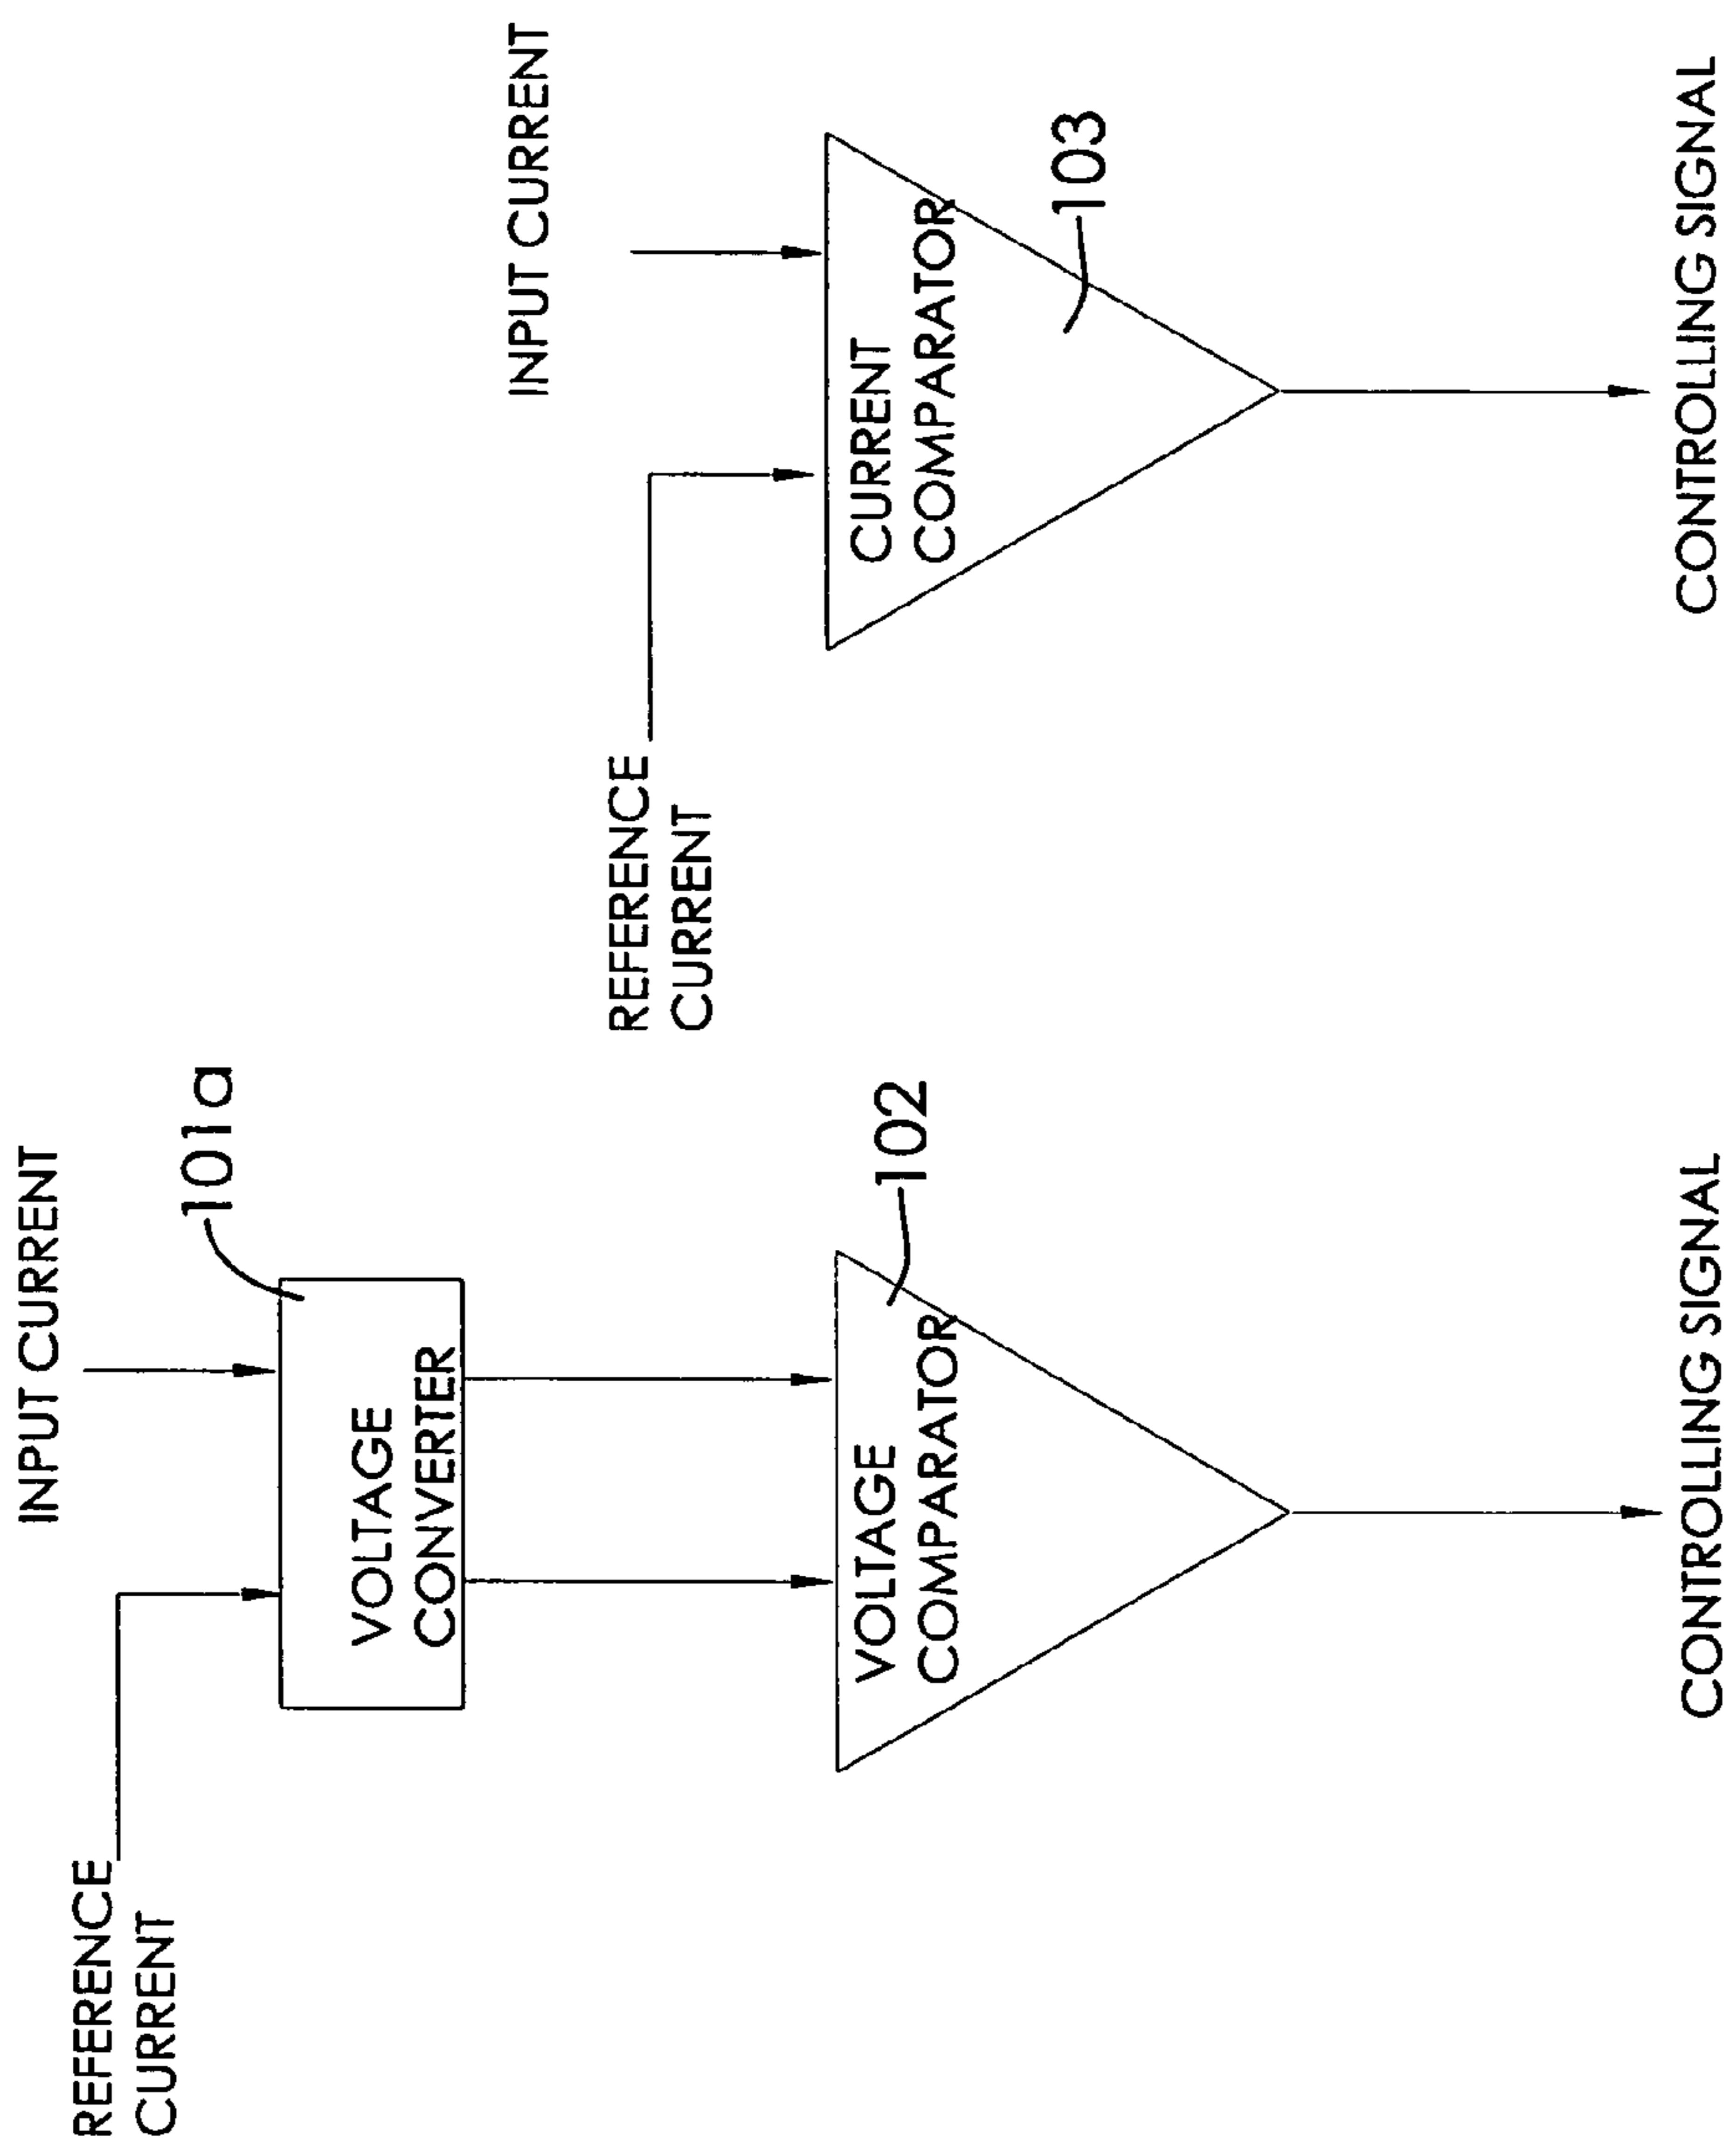 INPUT CURRENT
REFERENCE
CURRENT
101a
VOLTAGE
CONVERTER
102
VOLTAGE
COMPARATOR
CONTROLLING SIGNAL
INPUT CURRENT
REFERENCE
CURRENT
CURRENT
COMPARATOR
103
CONTROLLING SIGNAL